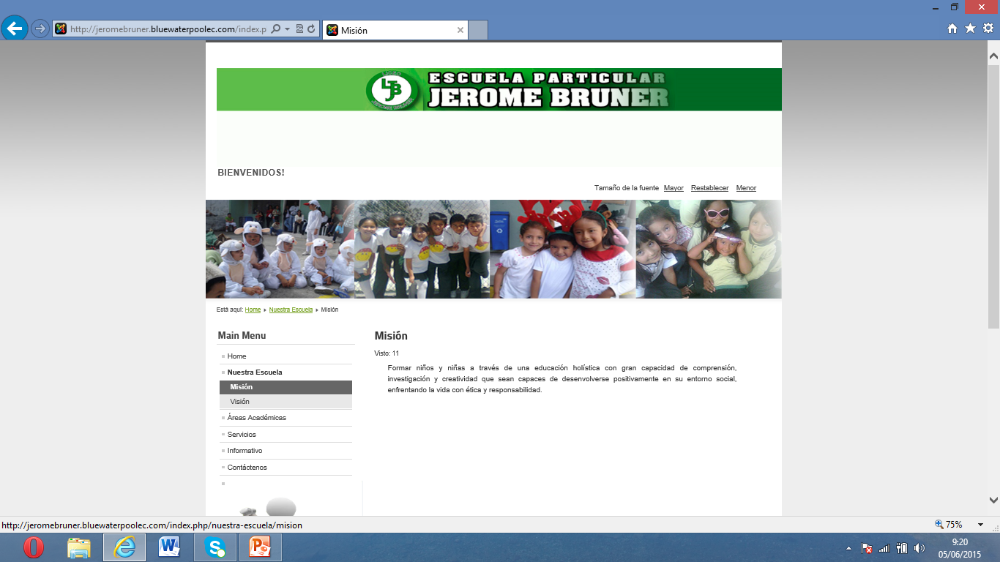 http://jeromebruner.bluewaterpoolec.com/index.p
Misión
ESCUELA PARTICULAR
JEROME BRUNER
LJB
BIENVENIDOS!
Tamaño de la fuente Mayor Restablecer Menor
Está aquí: Home Nuestra Escuela Misión
Main Menu
Home
Nuestra Escuela
Misión
Visión
Áreas Académicas
Servicios
Informativo
Contáctenos
Misión
Visto: 11
Formar niños y niñas a través de una educación holística con gran capacidad de comprensión,
investigación y creatividad que sean capaces de desenvolverse positivamente en su entorno social,
enfrentando la vida con ética y responsabilidad.
http://jeromebruner.bluewaterpoolec.com/index.php/nuestra-escuela/mision
75%
9:20
05/06/2015